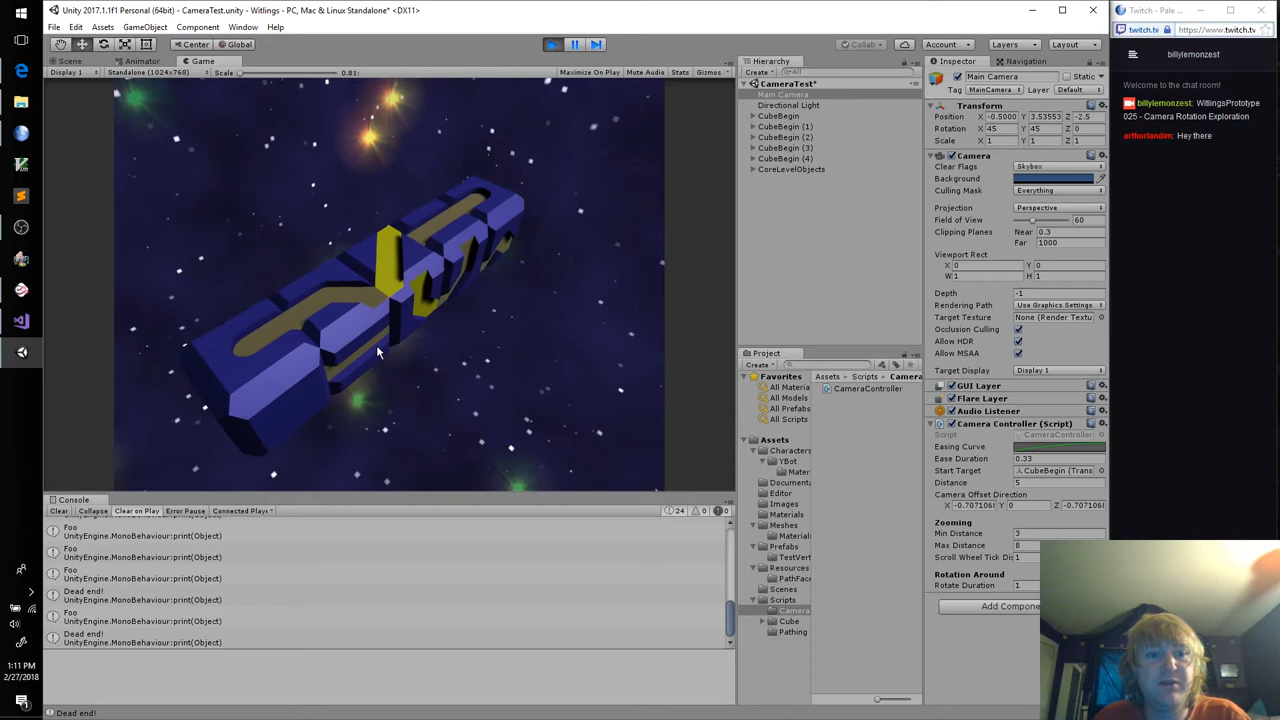 Unity 2017.1.1f1 Personal (64bit) - CameraTest.unity - Witlings - PC, Mac & Linux Standalone* <DX11>
File Edit Assets GameObject Component Window Help
Center Global
Collab Account Layers Layout
Scene Animator Game
Display 1 Standalone (1024x768) Scale 0.81: Maximize On Play Mute Audio Stats Gizmos
Hierarchy
Create All
CameraTest*
Main Camera
Directional Light
CubeBegin
CubeBegin (1)
CubeBegin (2)
CubeBegin (3)
CubeBegin (4)
CoreLevelObjects
Project
Create
Favorites
All Materia
All Models
All Prefabs
All Scripts
Assets
Characters
YBot
Mater
Documenta
Editor
Images
Materials
Meshes
Materials
Prefabs
TestVert
Resources
PathFace
Scenes
Scripts
Camera
Cube
Pathing
Assets Scripts Camera
CameraController
Inspector Navigation
Main Camera Static
Tag MainCamera Layer Default
Transform
Position X -0.5000 Y 3.53553 Z -2.5
Rotation X 45 Y 45 Z 0
Scale X 1 Y 1 Z 1
Camera
Clear Flags Skybox
Background
Culling Mask Everything
Projection Perspective
Field of View 60
Clipping Planes Near 0.3
Far 1000
Viewport Rect
X 0 Y 0
W 1 H 1
Depth -1
Rendering Path Use Graphics Settings
Target Texture None (Render Textu
Occlusion Culling
Allow HDR
Allow MSAA
Target Display Display 1
GUI Layer
Flare Layer
Audio Listener
Camera Controller (Script)
Script CameraController
Easing Curve
Ease Duration 0.33
Start Target CubeBegin (Trans
Distance 5
Camera Offset Direction
X -0.707106 Y 0 Z -0.70710
Zooming
Min Distance 3
Max Distance 8
Scroll Wheel Tick Dis 1
Rotation Around
Rotate Duration 1
Add Compone
Console
Clear Collapse Clear on Play Error Pause Connected Player 24 0 0
UnityEngine.MonoBehaviour:print(Object)
Foo
UnityEngine.MonoBehaviour:print(Object)
Foo
UnityEngine.MonoBehaviour:print(Object)
Foo
UnityEngine.MonoBehaviour:print(Object)
Dead end!
UnityEngine.MonoBehaviour:print(Object)
Foo
UnityEngine.MonoBehaviour:print(Object)
Dead end!
UnityEngine.MonoBehaviour:print(Object)
Dead end!
1:11 PM
2/27/2018
Twitch - Pale
twitch.tv https://www.twitch.tv
billylemonzest
Welcome to the chat room!
billylemonzest: WitlingsPrototype
025 - Camera Rotation Exploration
arthurlandim: Hey there